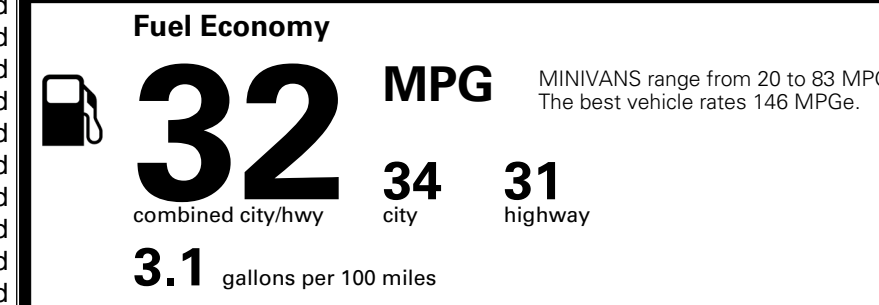 Fuel Economy
32
MPG
MINIVANS range from 20 to 83
The best vehicle rates 146 MPGe.
combined city/hwy
34
city
31
highway
3.1 gallons per 100 miles